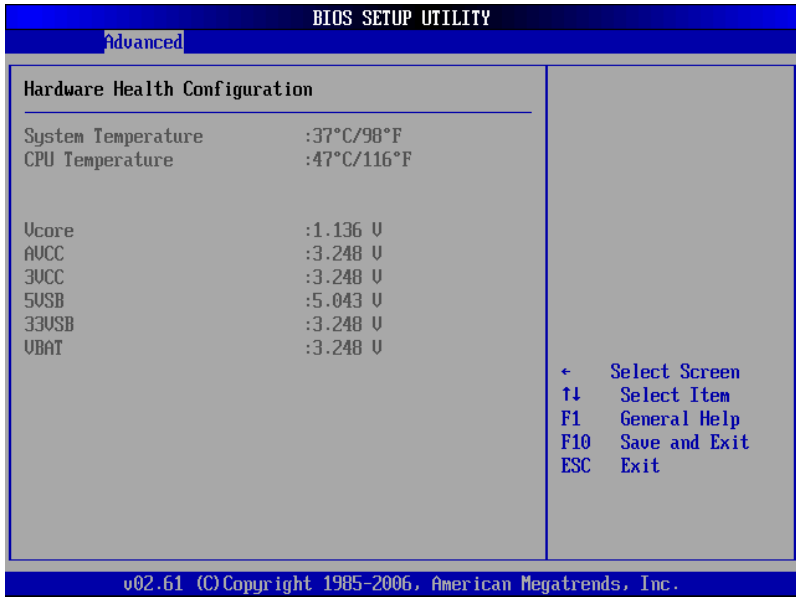 BIOS SETUP UTILITY
Advanced
Hardware Health Configuration
System Temperature :37°C/98°F
CPU Temperature :47°C/116°F
Vcore :1.136 V
AVCC :3.248 V
3VCC :3.248 V
5VSB :5.043 V
33VSB :3.248 V
VBAT :3.248 V
← Select Screen
↑↓ Select Item
F1 General Help
F10 Save and Exit
ESC Exit
v02.61 (C)Copyright 1985-2006, American Megatrends, Inc.